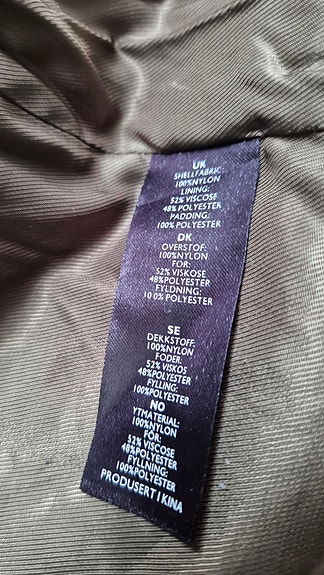 UK
SHELLFABRIC:
100%NYLON
LINING:
52% VISCOSE
48% POLYESTER
PADDING:
100% POLYESTER
DK
OVERSTOF:
100%NYLON
FOR:
52% VISKOSE
48%POLYESTER
FYLDNING:
100%POLYESTER
SE
DEKKSTOFF:
100%NYLON
FODER:
52%VISKOS
48%POLYESTER
FYLLING:
100%POLYESTER
NO
YTMATERIAL:
100%NYLON
FÔR:
52% VISCOSE
48%POLYESTER
FYLLNING:
100%POLYESTER
PRODUSERT I KINA